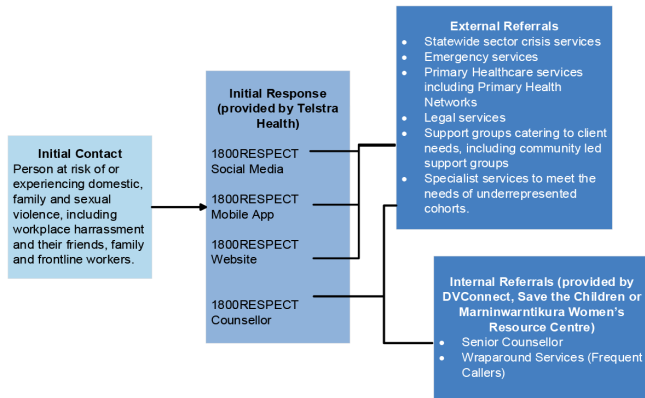 Initial Contact
Person at risk of or
experiencing domestic,
family and sexual
violence, including
workplace harrassment
and their friends, family
and frontline workers.
Initial Response
(provided by Telstra
Health)
1800RESPECT
Social Media
1800RESPECT
Mobile App
1800RESPECT
Website
1800RESPECT
Counsellor
External Referrals
• Statewide sector crisis services
• Emergency services
• Primary Healthcare services
including Primary Health
Networks
• Legal services
• Support groups catering to client
needs, including community led
support groups
• Specialist services to meet the
needs of underrepresented
cohorts.
Internal Referrals (provided by
DVConnect, Save the Children or
Marninwarntikura Women's
Resource Centre)
• Senior Counsellor
• Wraparound Services (Frequent
Callers)